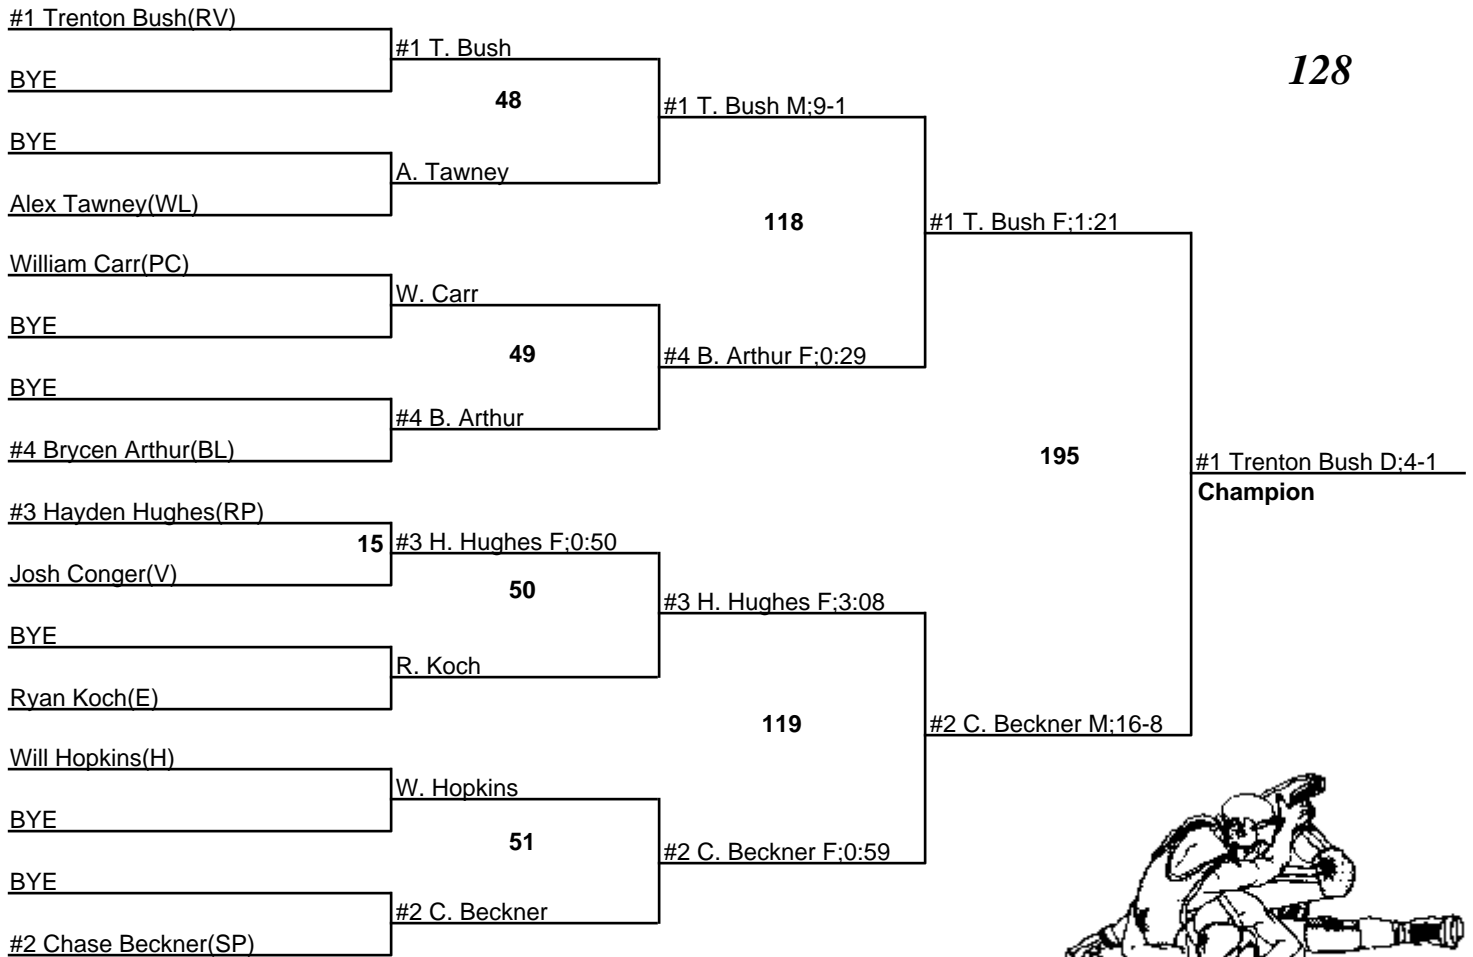 #1 Trenton Bush(RV)
BYE
BYE
Alex Tawney(WL)
William Carr(PC)
BYE
BYE
#4 Brycen Arthur(BL)
#3 Hayden Hughes(RP)
Josh Conger(V)
BYE
Ryan Koch(E)
Will Hopkins(H)
BYE
BYE
#2 Chase Beckner(SP)
15
#1 T. Bush
A. Tawney
W. Carr
#4 B. Arthur
#3 H. Hughes F;0:50
R. Koch
W. Hopkins
#2 C. Beckner
48
49
50
51
#1 T. Bush M;9-1
#4 B. Arthur F;0:29
#3 H. Hughes F;3:08
#2 C. Beckner F;0:59
118
119
#1 T. Bush F;1:21
#2 C. Beckner M;16-8
195
#1 Trenton Bush D;4-1
Champion
128